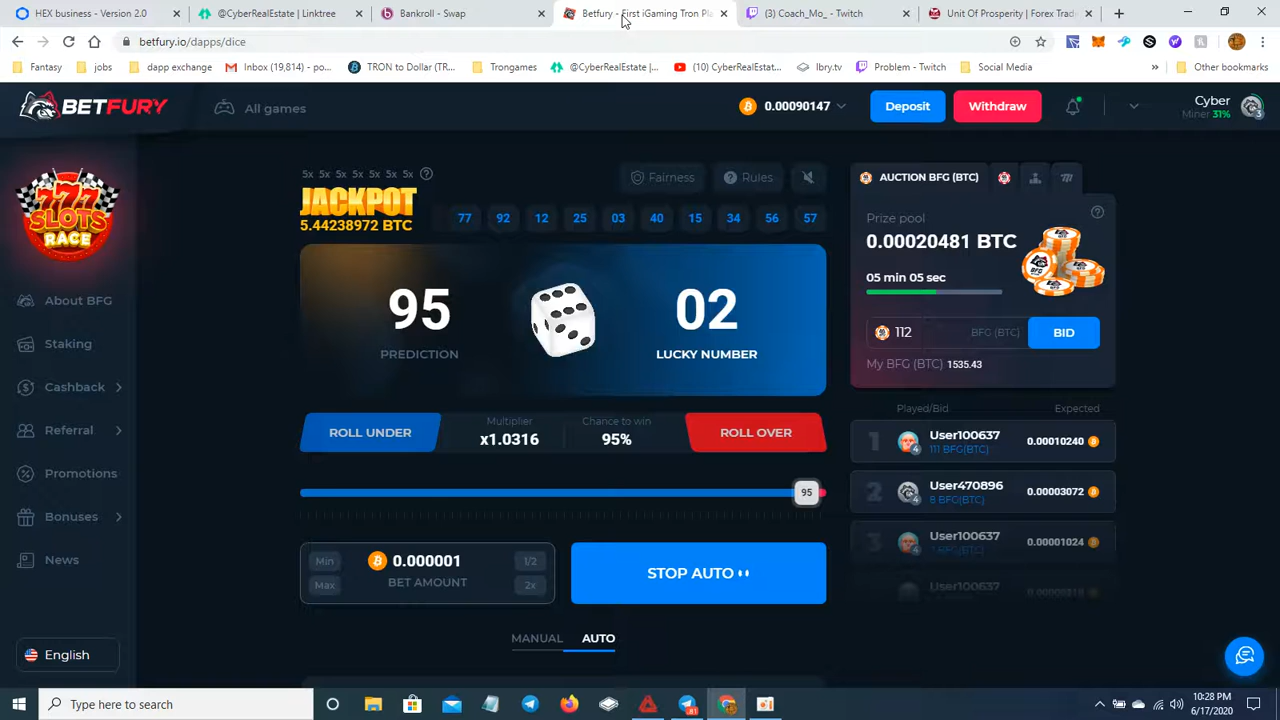 HEX business - Version 2.0
@CyberRealEstate | Linktree
Bankroll - Swap
Betfury - First iGaming Tron Pla
(3) Coach_Mo_ - Twitch
Unit Of Prosperity | Forex Tradi
betfury.io/dapps/dice
Fantasy
jobs
dapp exchange
Inbox (19,814) - po...
TRON to Dollar (TR...
Trongames
@CyberRealEstate |...
(10) CyberRealEstat...
lbry.tv
Problem - Twitch
Social Media
Other bookmarks
BETFURY
All games
0.00090147
Deposit
Withdraw
Cyber
Miner 31%
3
777
SLOTS
RACE
About BFG
Staking
Cashback
Referral
Promotions
Bonuses
News
English
5x 5x 5x 5x 5x 5x 5x
JACKPOT
5.44238972 BTC
Fairness
Rules
77 92 12 25 03 40 15 34 56 57
95
PREDICTION
02
LUCKY NUMBER
ROLL UNDER
Multiplier
x1.0316
Chance to win
95%
ROLL OVER
95
Min
Max
0.000001
BET AMOUNT
1/2
2x
STOP AUTO
MANUAL
AUTO
AUCTION BFG (BTC)
Prize pool
0.00020481 BTC
05 min 05 sec
112
BFG (BTC)
BID
My BFG (BTC) 1535.43
Played/Bid
Expected
1
User100637
111 BFG(BTC)
0.00010240
2
User470896
8 BFG(BTC)
0.00003072
3
User100637
0.00001024
User100637
Type here to search
10:28 PM
6/17/2020